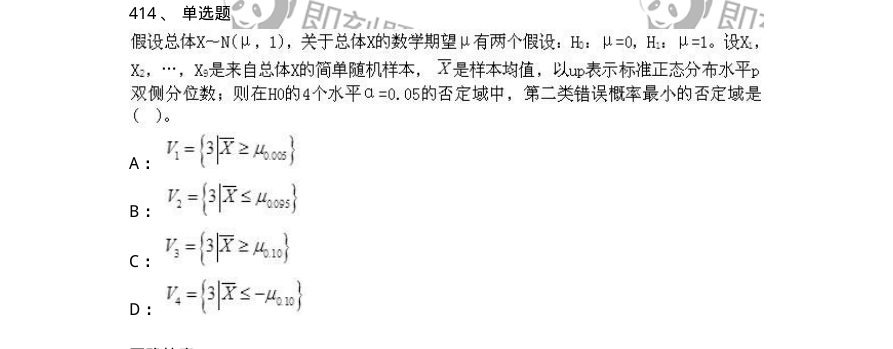 414 、 单选题
假设总体X～N(μ，1)，关于总体X的数学期望μ有两个假设：H₀：μ=0，H₁：μ=1。设X₁，
X₂，…，X₉是来自总体X的简单随机样本， X̅是样本均值，以up表示标准正态分布水平p
双侧分位数；则在H0的4个水平α=0.05的否定域中，第二类错误概率最小的否定域是
（ ）。
A： V₁={3|X̅≥μ₀.₀₀₅}
B： V₂={3|X̅≤μ₀.₀₉₅}
C： V₃={3|X̅≥μ₀.₁₀}
D： V₄={3|X̅≤-μ₀.₁₀}